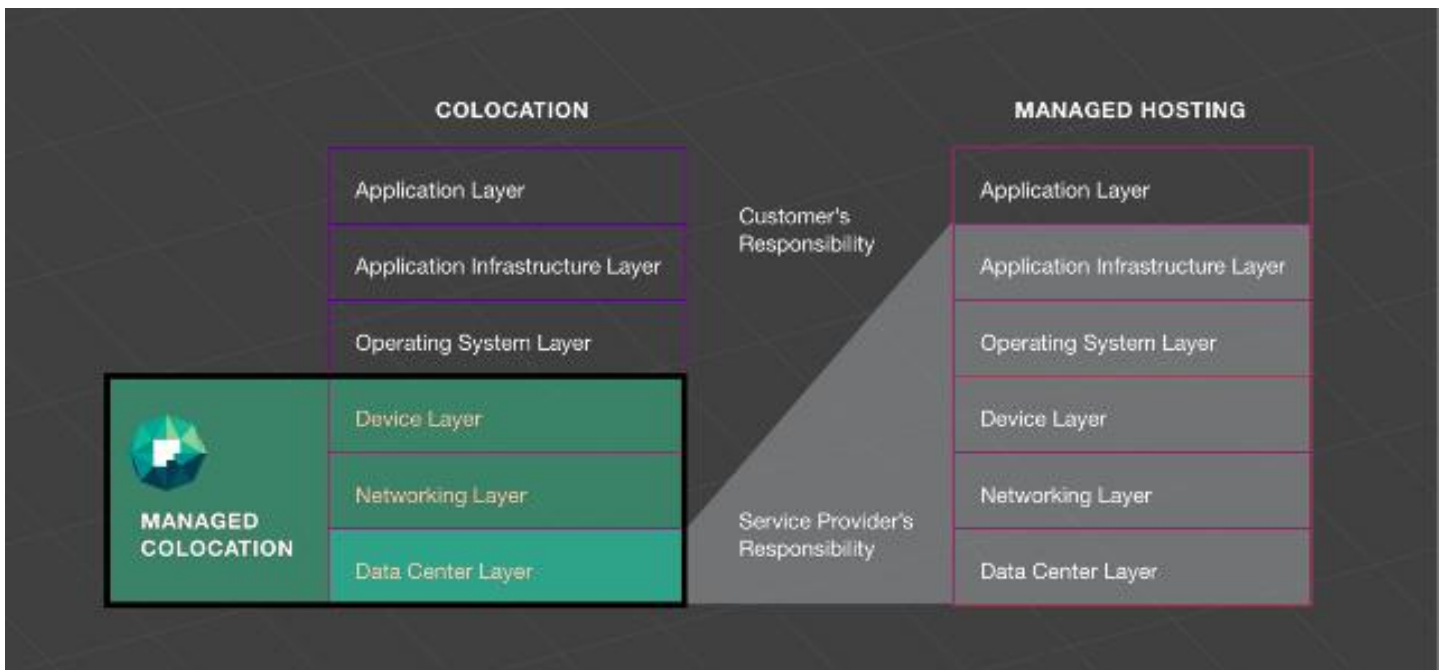 COLOCATION
MANAGED HOSTING
Application Layer
Application Infrastructure Layer
Operating System Layer
Device Layer
Networking Layer
Data Center Layer
MANAGED
COLOCATION
Customer's
Responsibility
Service Provider's
Responsibility
Application Layer
Application Infrastructure Layer
Operating System Layer
Device Layer
Networking Layer
Data Center Layer